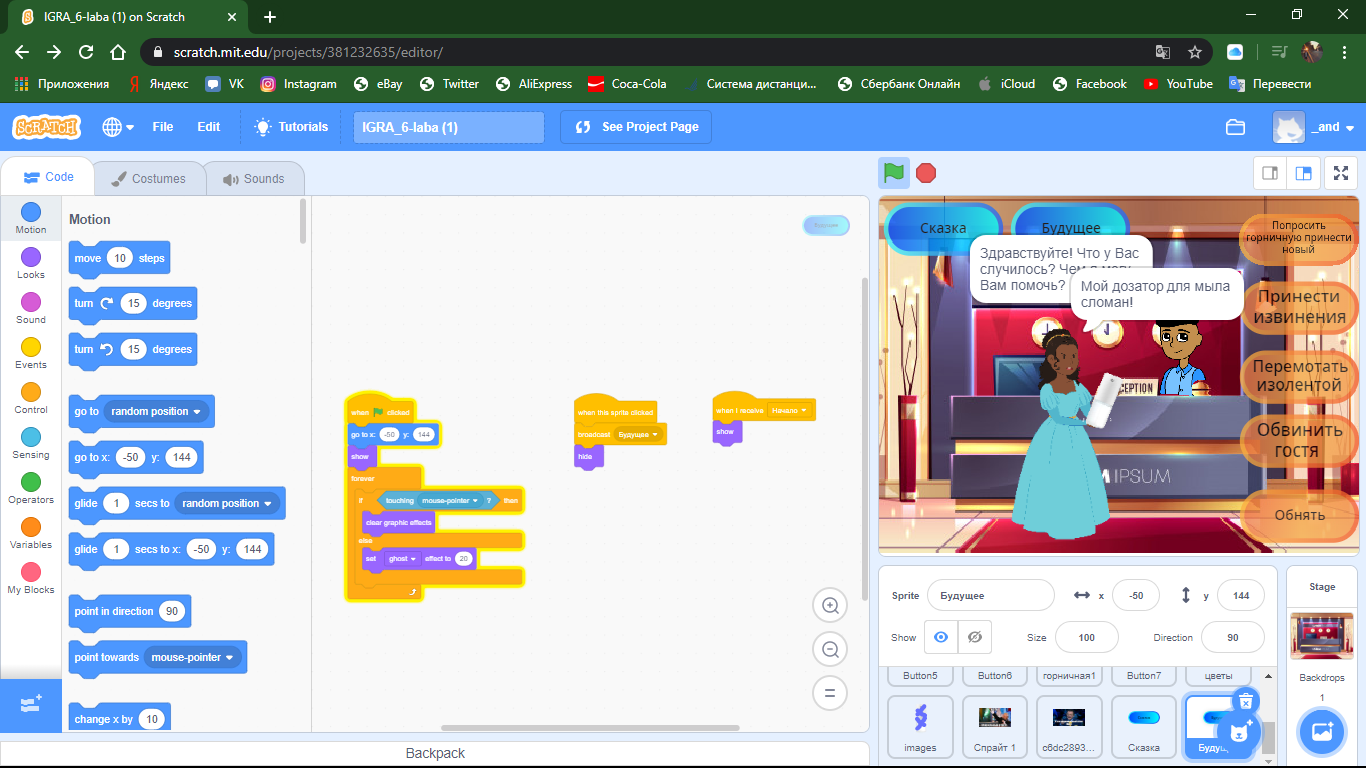 IGRA_6-laba (1) on Scratch
scratch.mit.edu/projects/381232635/editor/
Приложения
Яндекс
VK
Instagram
eBay
Twitter
AliExpress
Coca-Cola
Система дистанци...
Сбербанк Онлайн
iCloud
Facebook
YouTube
Перевести
SCRATCH
File
Edit
Tutorials
IGRA_6-laba (1)
See Project Page
_and
Code
Costumes
Sounds
Motion
Looks
Sound
Events
Control
Sensing
Operators
Variables
My Blocks
Motion
move 10 steps
turn 15 degrees
turn 15 degrees
go to random position
go to x: -50 y: 144
glide 1 secs to random position
glide 1 secs to x: -50 y: 144
point in direction 90
point towards mouse-pointer
change x by 10
when clicked
go to x: -50 y: 144
show
forever
if touching mouse-pointer ? then
clear graphic effects
else
set ghost effect to 20
when this sprite clicked
broadcast Будущее
hide
when I receive Начало
show
Backpack
Сказка
Будущее
Здравствуйте! Что у Вас
случилось? Чем я могу
Вам помочь?
Мой дозатор для мыла
сломан!
Попросить
горничную принести
новый
Принести
извинения
Перемотать
изолентой
Обвинить
гостя
Обнять
CEPTION
M IPSUM
Sprite
Будущее
x
-50
y
144
Show
Size
100
Direction
90
Button5
Button6
горничная1
Button7
цветы
images
Спрайт 1
c6dc2893...
Сказка
Stage
Backdrops
1